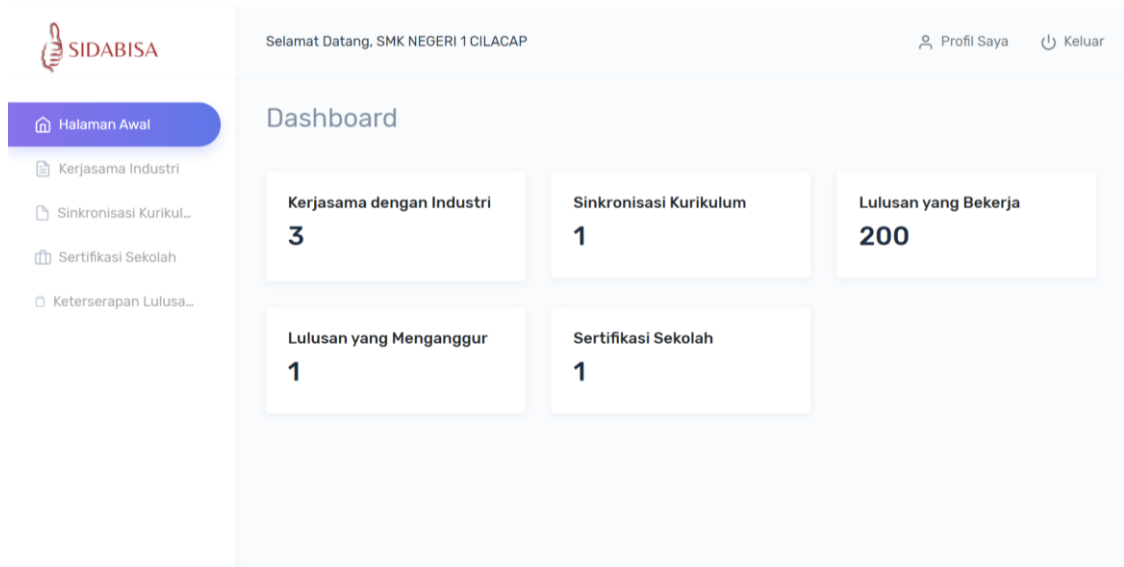 SIDABISA
Selamat Datang, SMK NEGERI 1 CILACAP
Profil Saya
Keluar
Halaman Awal
Kerjasama Industri
Sinkronisasi Kurikul...
Sertifikasi Sekolah
Keterserapan Lulusa...
Dashboard
Kerjasama dengan Industri
3
Sinkronisasi Kurikulum
1
Lulusan yang Bekerja
200
Lulusan yang Menganggur
1
Sertifikasi Sekolah
1